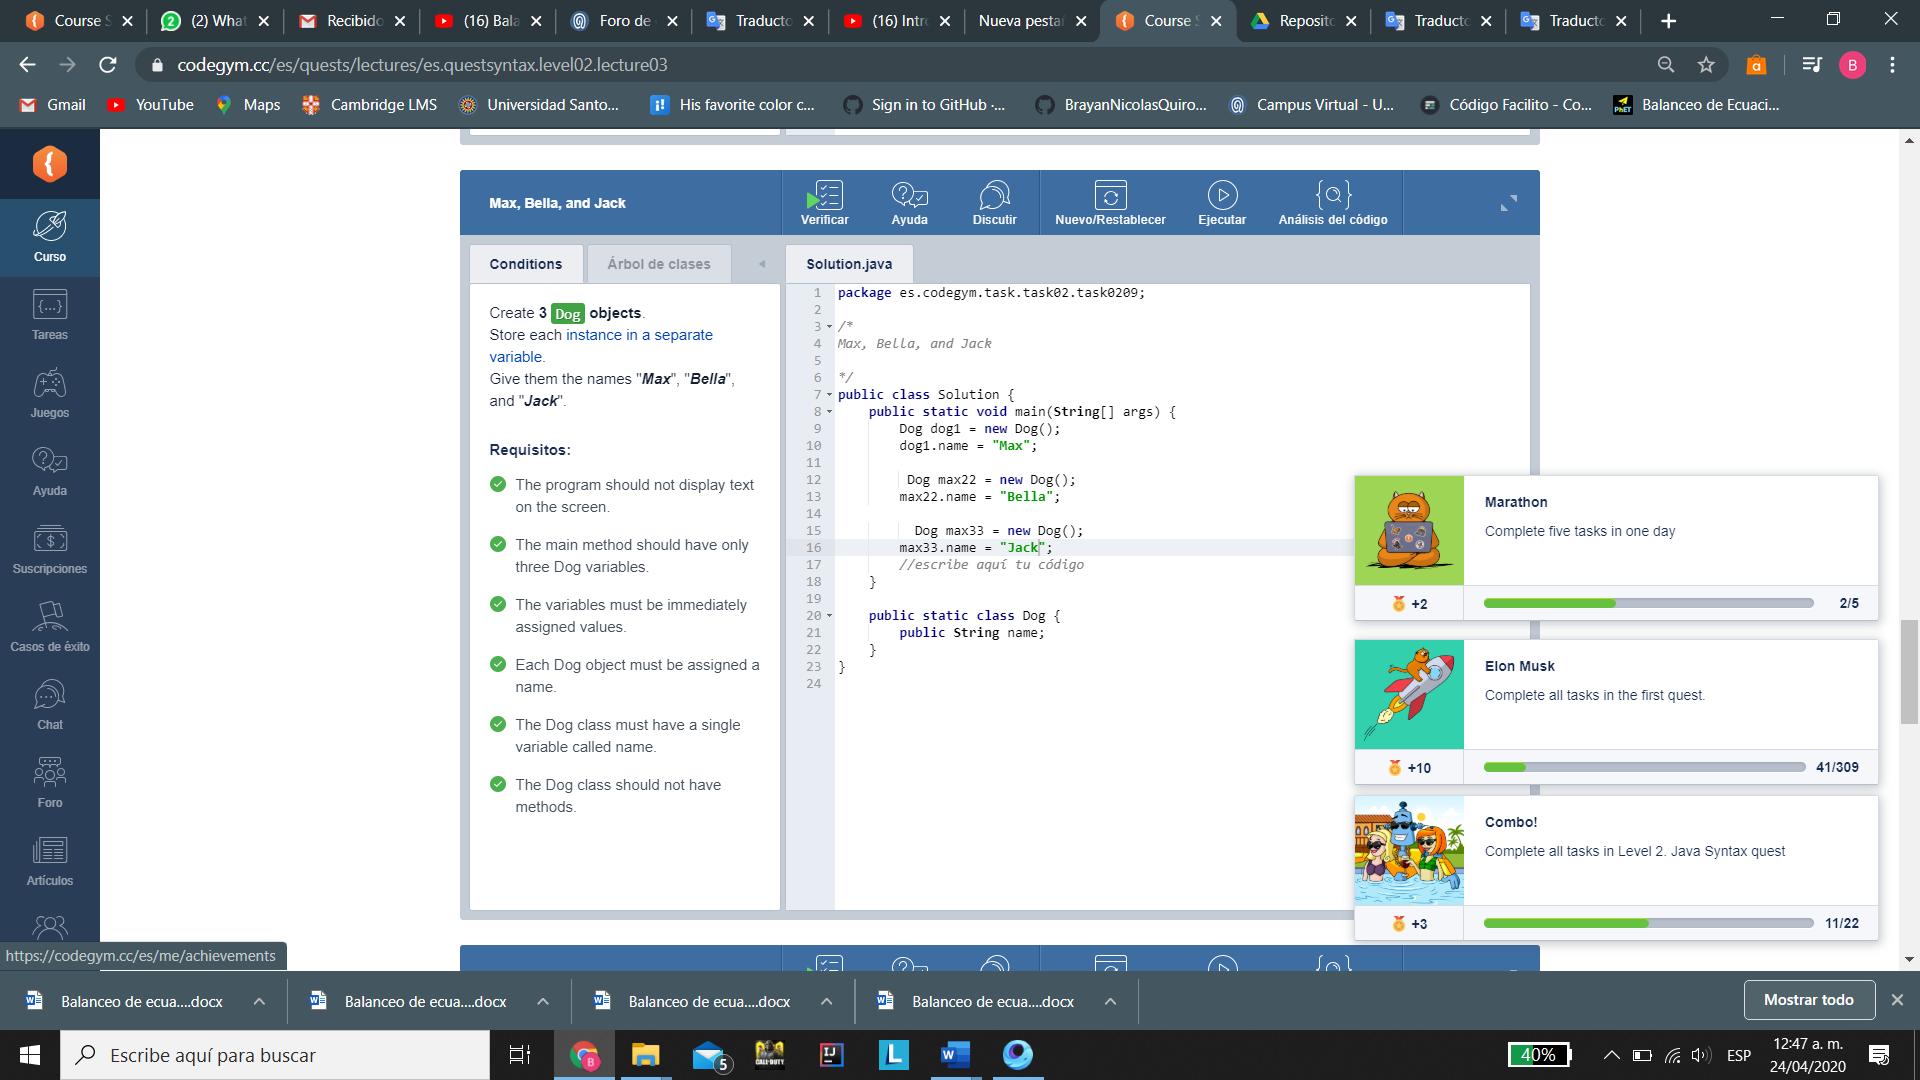 Course S
(2) What
Recibido
(16) Bala
Foro de
Traducto
(16) Intr
Nueva pesta
Course S
Reposito
Traducto
Traducto
codegym.cc/es/quests/lectures/es.questsyntax.level02.lecture03
B
Gmail
YouTube
Maps
Cambridge LMS
Universidad Santo...
His favorite color c...
Sign in to GitHub ·...
BrayanNicolasQuiro...
Campus Virtual - U...
Código Facilito - Co...
Balanceo de Ecuaci...
Curso
Tareas
Juegos
Ayuda
Suscripciones
Casos de éxito
Chat
Foro
Artículos
https://codegym.cc/es/me/achievements
Max, Bella, and Jack
Verificar
Ayuda
Discutir
Nuevo/Restablecer
Ejecutar
Análisis del código
Conditions
Árbol de clases
Solution.java
Create 3 Dog objects.
Store each instance in a separate
variable.
Give them the names "Max", "Bella",
and "Jack".
Requisitos:
The program should not display text
on the screen.
The main method should have only
three Dog variables.
The variables must be immediately
assigned values.
Each Dog object must be assigned a
name.
The Dog class must have a single
variable called name.
The Dog class should not have
methods.
1 package es.codegym.task.task02.task0209;
2
3 /*
4 Max, Bella, and Jack
5
6 */
7 public class Solution {
8 public static void main(String[] args) {
9 Dog dog1 = new Dog();
10 dog1.name = "Max";
11
12 Dog max22 = new Dog();
13 max22.name = "Bella";
14
15 Dog max33 = new Dog();
16 max33.name = "Jack";
17 //escribe aquí tu código
18 }
19
20 public static class Dog {
21 public String name;
22 }
23 }
24
Marathon
Complete five tasks in one day
+2
2/5
Elon Musk
Complete all tasks in the first quest.
+10
41/309
Combo!
Complete all tasks in Level 2. Java Syntax quest
+3
11/22
Balanceo de ecua....docx
Balanceo de ecua....docx
Balanceo de ecua....docx
Balanceo de ecua....docx
Mostrar todo
Escribe aquí para buscar
5
40%
ESP
12:47 a. m.
24/04/2020